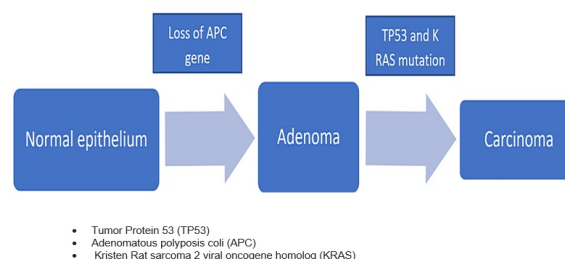 Loss of APC
gene
TP53 and K
RAS mutation
Normal epithelium
Adenoma
Carcinoma
• Tumor Protein 53 (TP53)
• Adenomatous polyposis coli (APC)
• Kristen Rat sarcoma 2 viral oncogene homolog (KRAS)